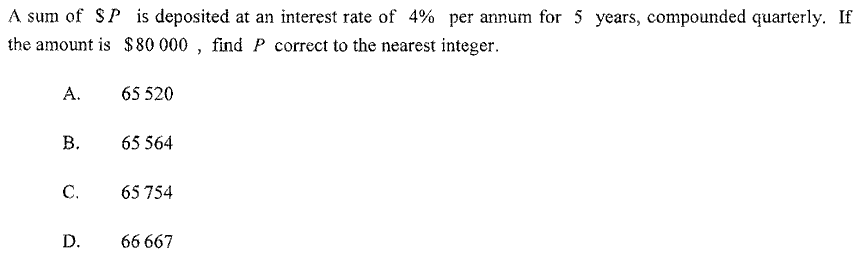 A sum of $P is deposited at an interest rate of 4% per annum for 5 years, compounded quarterly. If
the amount is $80 000 , find P correct to the nearest integer.
A. 65 520
B. 65 564
C. 65 754
D. 66 667